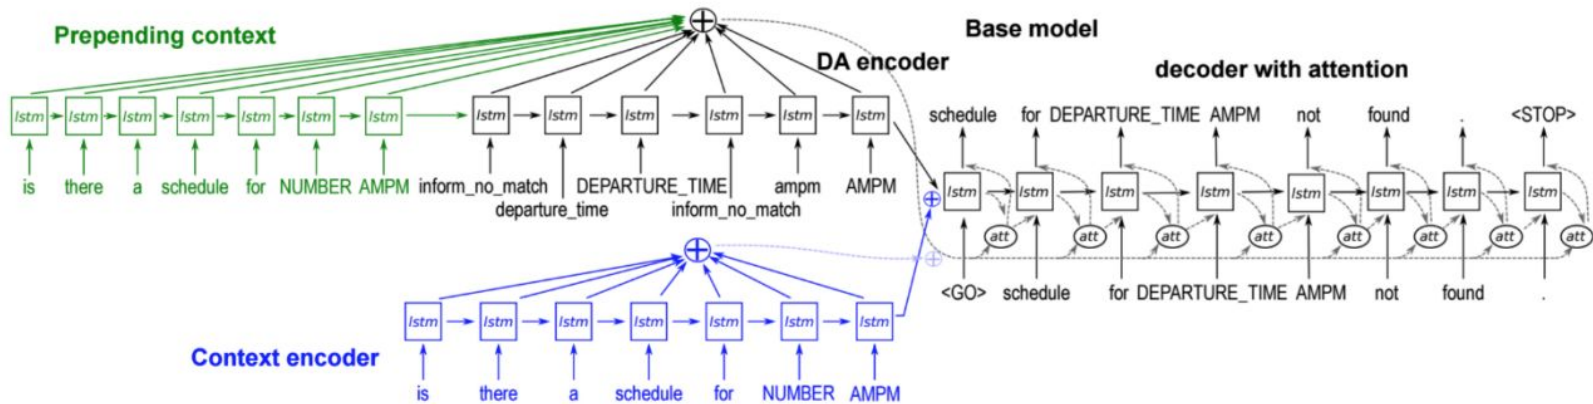 Prepending context
Base model
DA encoder
decoder with attention
lstm lstm lstm lstm lstm lstm lstm lstm lstm lstm lstm lstm lstm
is there a schedule for NUMBER AMPM inform_no_match DEPARTURE_TIME ampm AMPM
departure_time inform_no_match
schedule for DEPARTURE_TIME AMPM not found . <STOP>
lstm lstm lstm lstm lstm lstm lstm lstm
att att att att att att att att
<GO> schedule for DEPARTURE_TIME AMPM not found .
lstm lstm lstm lstm lstm lstm lstm
Context encoder
is there a schedule for NUMBER AMPM